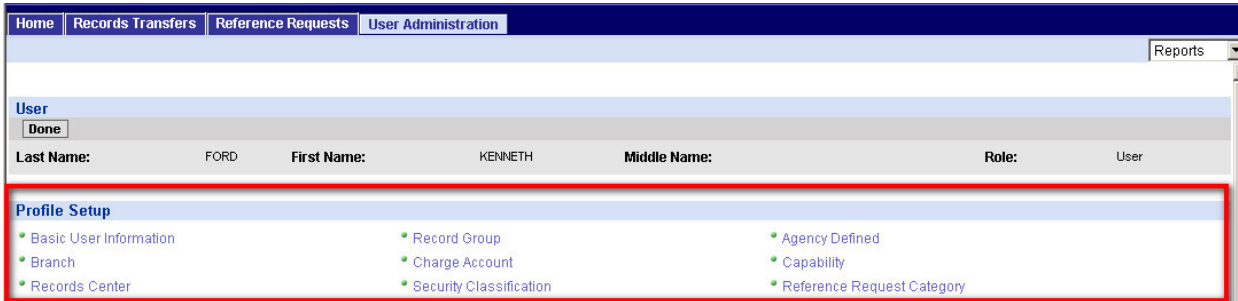 Home Records Transfers Reference Requests User Administration
Reports
User
Done
Last Name: FORD First Name: KENNETH Middle Name: Role: User
Profile Setup
Basic User Information Record Group Agency Defined
Branch Charge Account Capability
Records Center Security Classification Reference Request Category